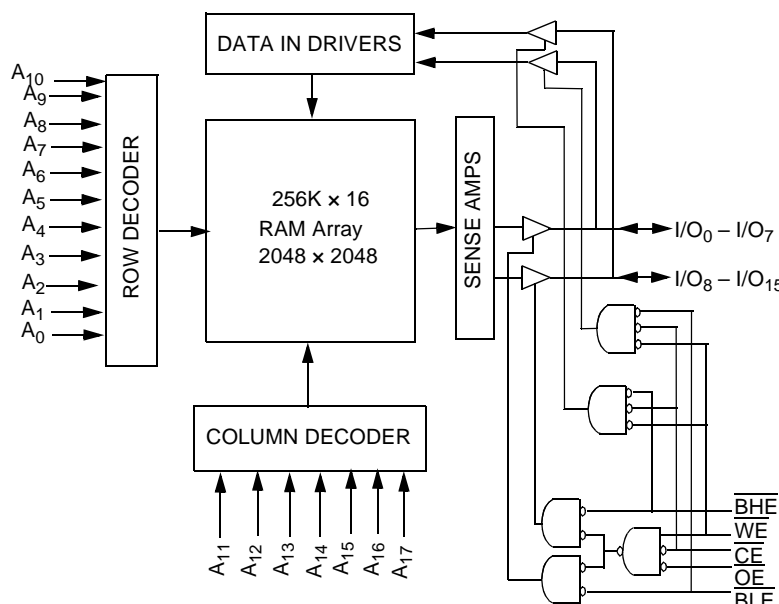 DATA IN DRIVERS
A10
A9
A8
A7
A6
A5
A4
A3
A2
A1
A0
ROW DECODER
256K × 16
RAM Array
2048 × 2048
SENSE AMPS
I/O0 – I/O7
I/O8 – I/O15
COLUMN DECODER
A11
A12
A13
A14
A15
A16
A17
BHE
WE
CE
OE
BLE